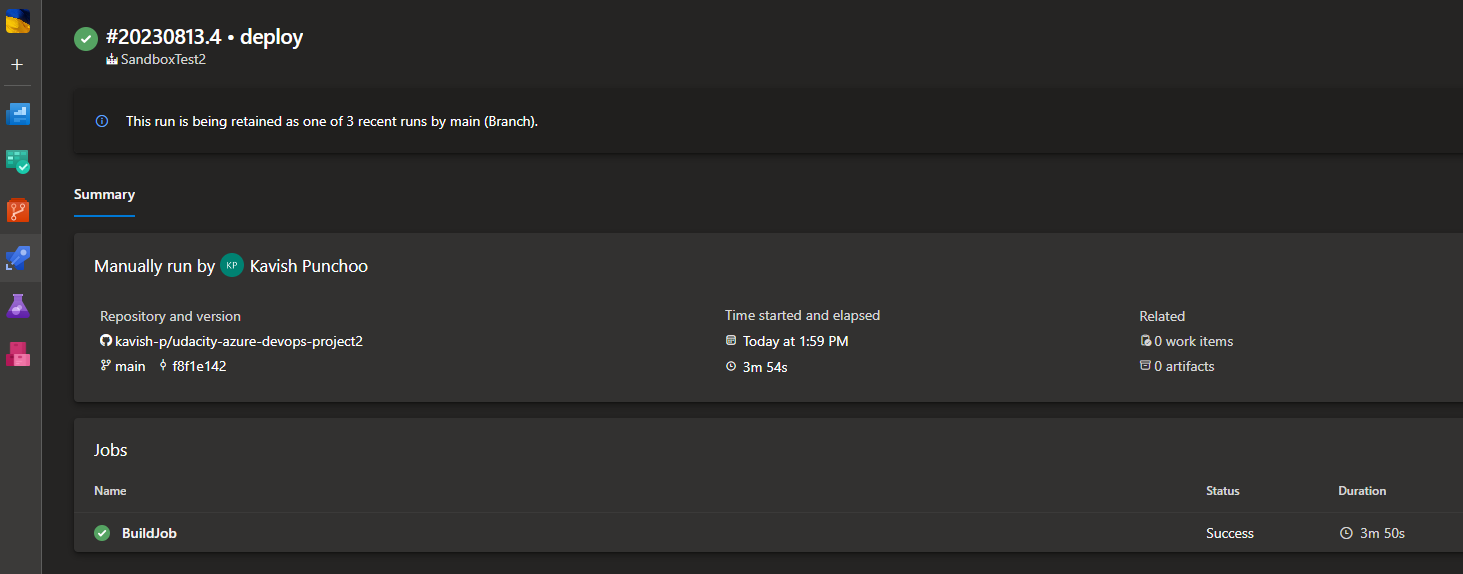 #20230813.4 • deploy
SandboxTest2
This run is being retained as one of 3 recent runs by main (Branch).
Summary
Manually run by KP Kavish Punchoo
Repository and version
kavish-p/udacity-azure-devops-project2
main f8f1e142
Time started and elapsed
Today at 1:59 PM
3m 54s
Related
0 work items
0 artifacts
Jobs
Name Status Duration
BuildJob Success 3m 50s